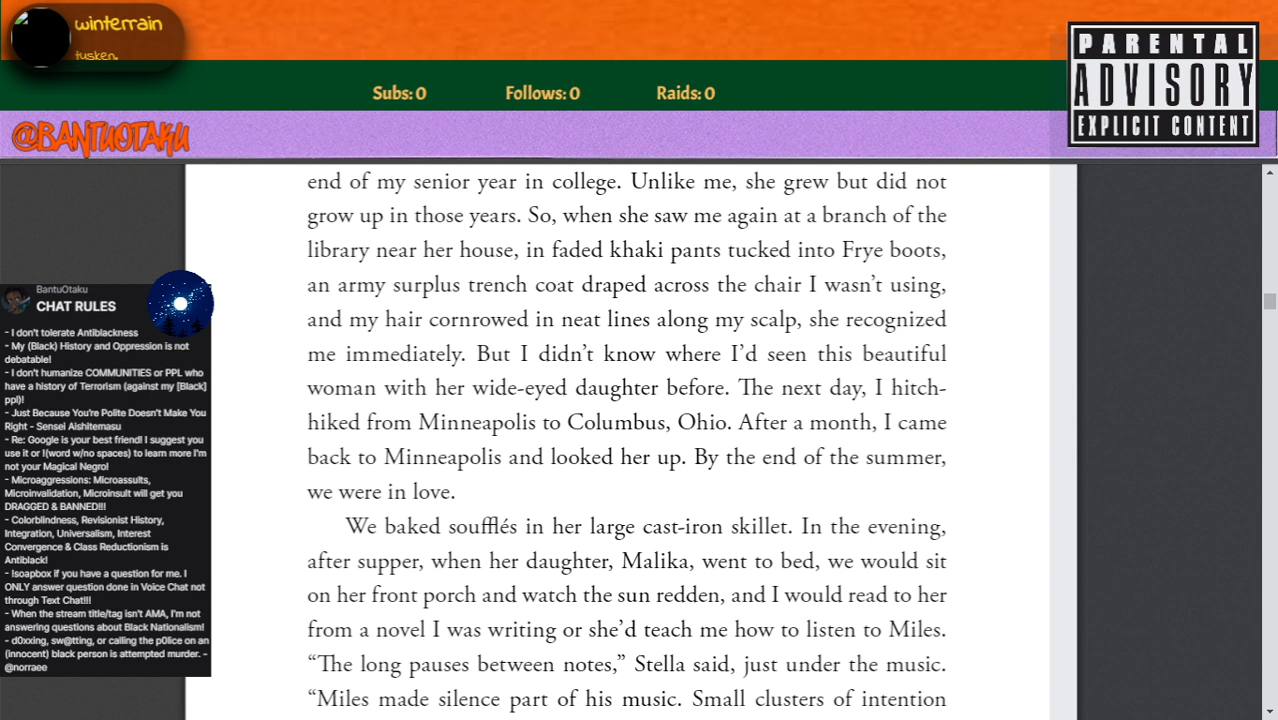 winterrain
tusken.
Subs: 0 Follows: 0 Raids: 0
PARENTAL
ADVISORY
EXPLICIT CONTENT
@BANTUOTAKU
end of my senior year in college. Unlike me, she grew but did not
grow up in those years. So, when she saw me again at a branch of the
library near her house, in faded khaki pants tucked into Frye boots,
an army surplus trench coat draped across the chair I wasn’t using,
and my hair cornrowed in neat lines along my scalp, she recognized
me immediately. But I didn’t know where I’d seen this beautiful
woman with her wide-eyed daughter before. The next day, I hitch-
hiked from Minneapolis to Columbus, Ohio. After a month, I came
back to Minneapolis and looked her up. By the end of the summer,
we were in love.
We baked soufflés in her large cast-iron skillet. In the evening,
after supper, when her daughter, Malika, went to bed, we would sit
on her front porch and watch the sun redden, and I would read to her
from a novel I was writing or she’d teach me how to listen to Miles.
“The long pauses between notes,” Stella said, just under the music.
“Miles made silence part of his music. Small clusters of intention
BantuOtaku
CHAT RULES
- I don't tolerate Antiblackness
- My (Black) History and Oppression is not
debatable!
- I don't humanize COMMUNITIES or PPL who
have a history of Terrorism (against my [Black]
ppl)!
- Just Because You're Polite Doesn't Make You
Right - Sensei Aishitemasu
- Re: Google is your best friend! I suggest you
use it or !(word w/no spaces) to learn more I'm
not your Magical Negro!
- Microaggressions: Microassults,
Microinvalidation, Microinsult will get you
DRAGGED & BANNED!!!
- Colorblindness, Revisionist History,
Integration, Universalism, Interest
Convergence & Class Reductionism is
Antiblack!
- !soapbox if you have a question for me. I
ONLY answer question done in Voice Chat not
through Text Chat!!!
- When the stream title/tag isn't AMA, I'm not
answering questions about Black Nationalism!
- d0xxing, sw@tting, or calling the p0lice on an
(innocent) black person is attempted murder. -
@norraee